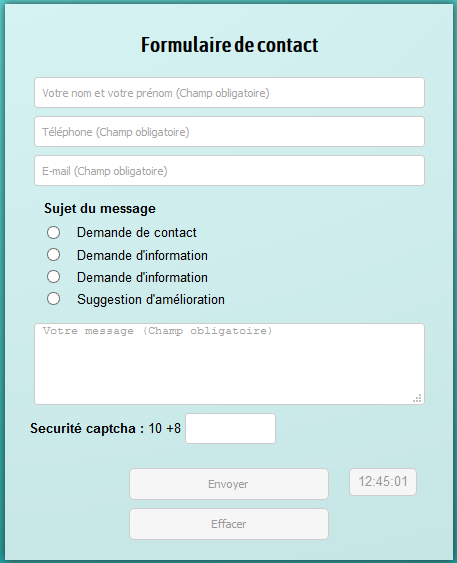 Formulaire de contact
Votre nom et votre prénom (Champ obligatoire)
Téléphone (Champ obligatoire)
E-mail (Champ obligatoire)
Sujet du message
Demande de contact
Demande d'information
Demande d'information
Suggestion d'amélioration
Votre message (Champ obligatoire)
Securité captcha : 10 +8
Envoyer 12:45:01
Effacer